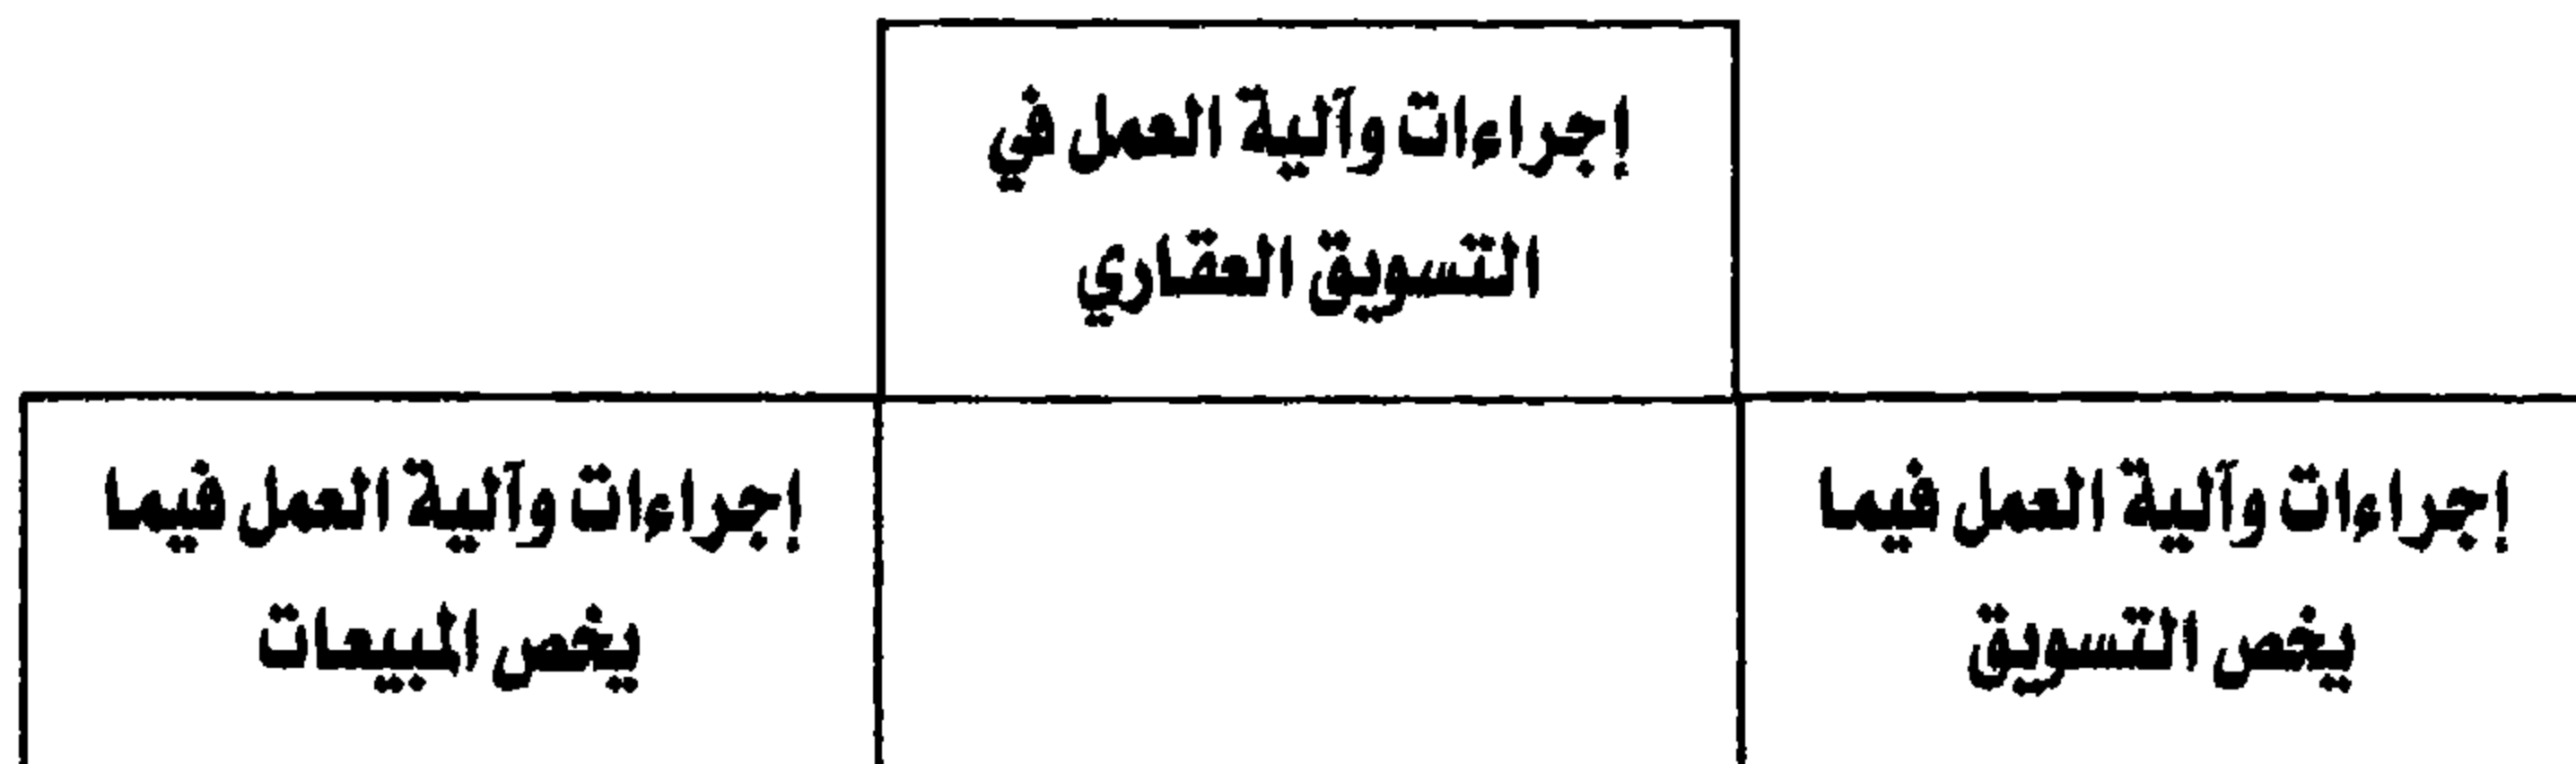 إجراءات وآلية العمل في
التسويق العقاري
إجراءات وآلية العمل فيما
يخص التسويق
إجراءات وآلية العمل فيما
يخص المبيعات